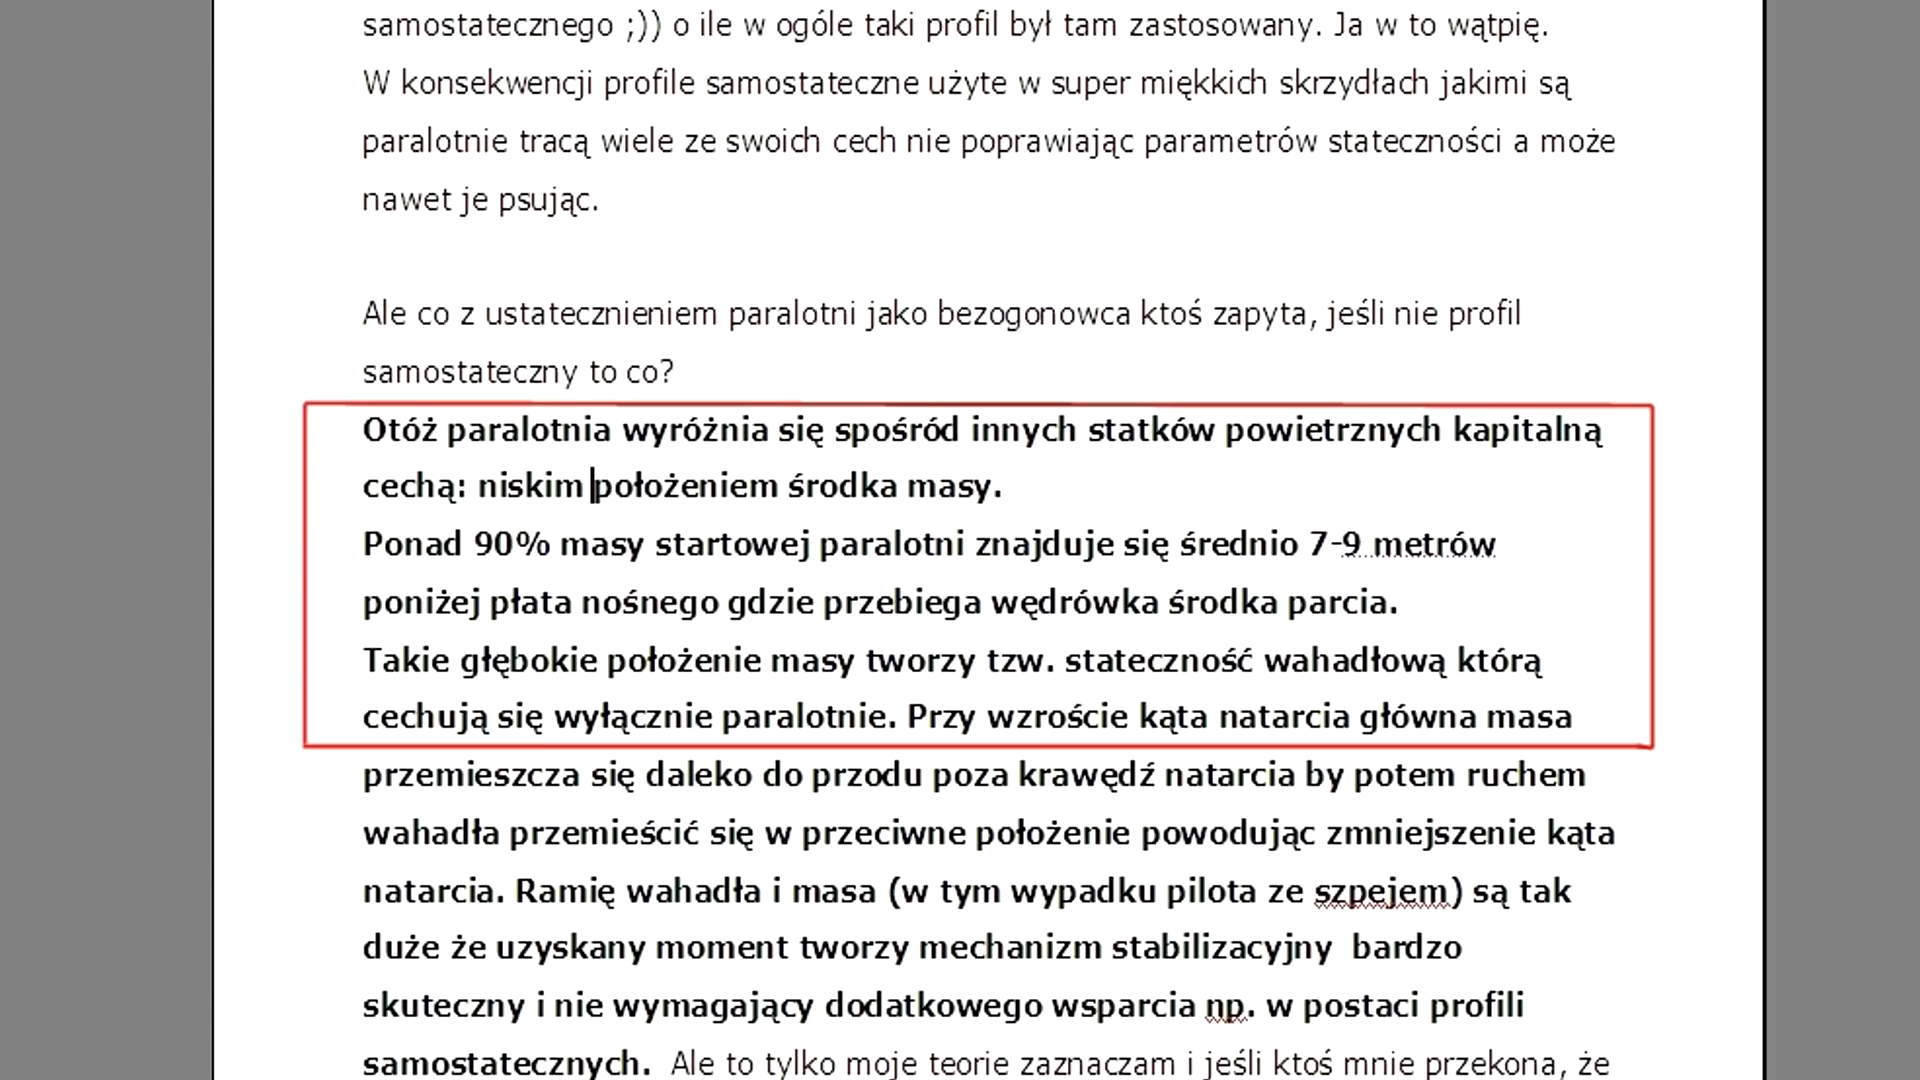 samostatecznego ;)) o ile w ogóle taki profil był tam zastosowany. Ja w to wątpię.
W konsekwencji profile samostateczne użyte w super miękkich skrzydłach jakimi są
paralotnie tracą wiele ze swoich cech nie poprawiając parametrów stateczności a może
nawet je psując.
Ale co z ustatecznieniem paralotni jako bezogonowca ktoś zapyta, jeśli nie profil
samostateczny to co?
Otóż paralotnia wyróżnia się spośród innych statków powietrznych kapitalną
cechą: niskim położeniem środka masy.
Ponad 90% masy startowej paralotni znajduje się średnio 7-9 metrów
poniżej płata nośnego gdzie przebiega wędrówka środka parcia.
Takie głębokie położenie masy tworzy tzw. stateczność wahadłową którą
cechują się wyłącznie paralotnie. Przy wzroście kąta natarcia główna masa
przemieszcza się daleko do przodu poza krawędź natarcia by potem ruchem
wahadła przemieścić się w przeciwne położenie powodując zmniejszenie kąta
natarcia. Ramię wahadła i masa (w tym wypadku pilota ze szpejem) są tak
duże że uzyskany moment tworzy mechanizm stabilizacyjny  bardzo
skuteczny i nie wymagający dodatkowego wsparcia np. w postaci profili
samostatecznych.  Ale to tylko moje teorie zaznaczam i jeśli ktoś mnie przekona, że